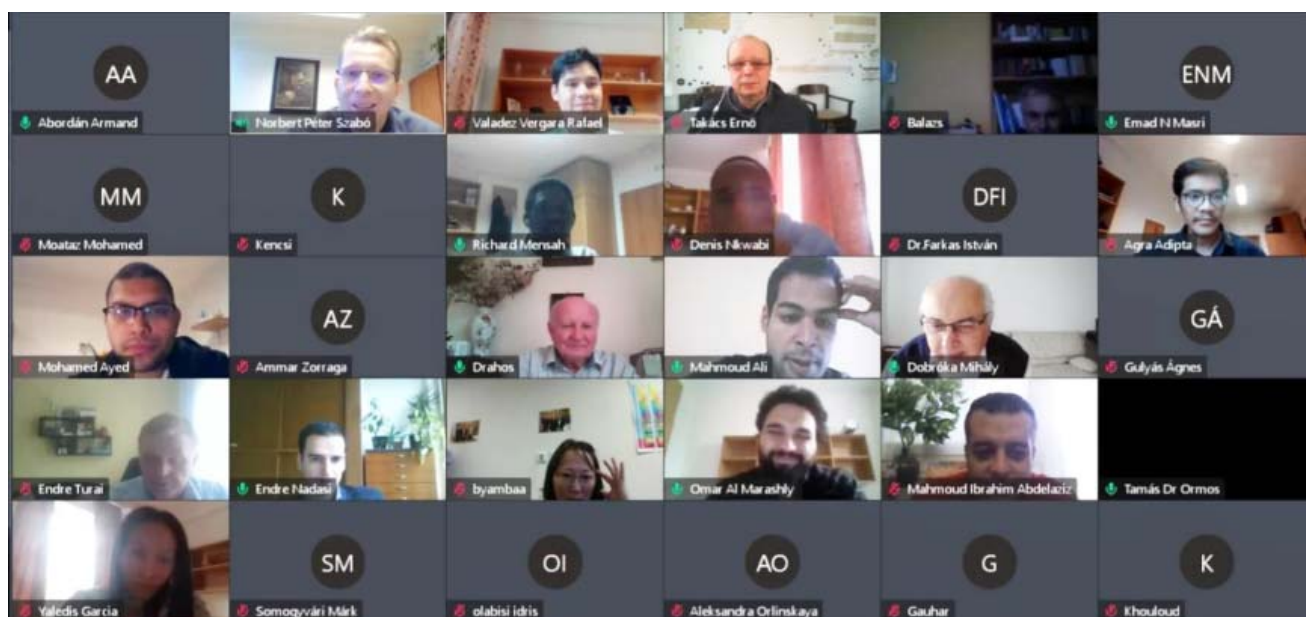 AA
Abordán Armand
Norbert Péter Szabó
Valadez Vergara Rafael
Takács Ernő
Balazs
ENM
Emad N Masri
MM
Moataz Mohamed
K
Kencsi
Richard Mensah
Denis Nkwabi
DFI
Dr.Farkas István
Agra Adipta
Mohamed Ayed
AZ
Ammar Zorraga
Drahos
Mahmoud Ali
Dobróka Mihály
GÁ
Gulyás Ágnes
Endre Turai
Endre Nadasi
byambaa
Omar Al Marashly
Mahmoud Ibrahim Abdelaziz
Tamás Dr Ormos
Yaledis Garcia
SM
Somogyvári Márk
OI
olabisi idris
AO
Aleksandra Orlinskaya
G
Gauhar
K
Khouloud